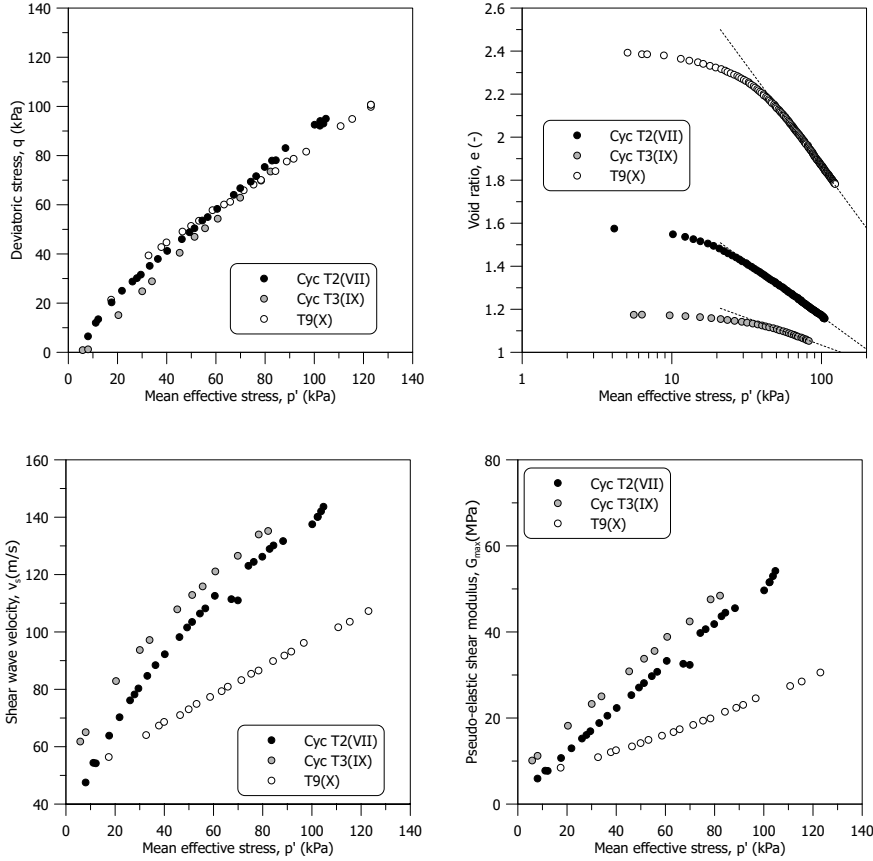 Deviatoric stress, q (kPa)
140
120
100
80
60
40
20
0
Cyc T2(VII)
Cyc T3(IX)
T9(X)
0 20 40 60 80 100 120 140
Mean effective stress, p' (kPa)
Void ratio, e (-)
2.6
2.4
2.2
2
1.8
1.6
1.4
1.2
1
Cyc T2(VII)
Cyc T3(IX)
T9(X)
1 10 100
Mean effective stress, p' (kPa)
Shear wave velocity, vs(m/s)
160
140
120
100
80
60
40
Cyc T2(VII)
Cyc T3(IX)
T9(X)
0 20 40 60 80 100 120 140
Mean effective stress, p' (kPa)
Pseudo-elastic shear modulus, Gmax(MPa)
80
60
40
20
0
Cyc T2(VII)
Cyc T3(IX)
T9(X)
0 20 40 60 80 100 120 140
Mean effective stress, p' (kPa)